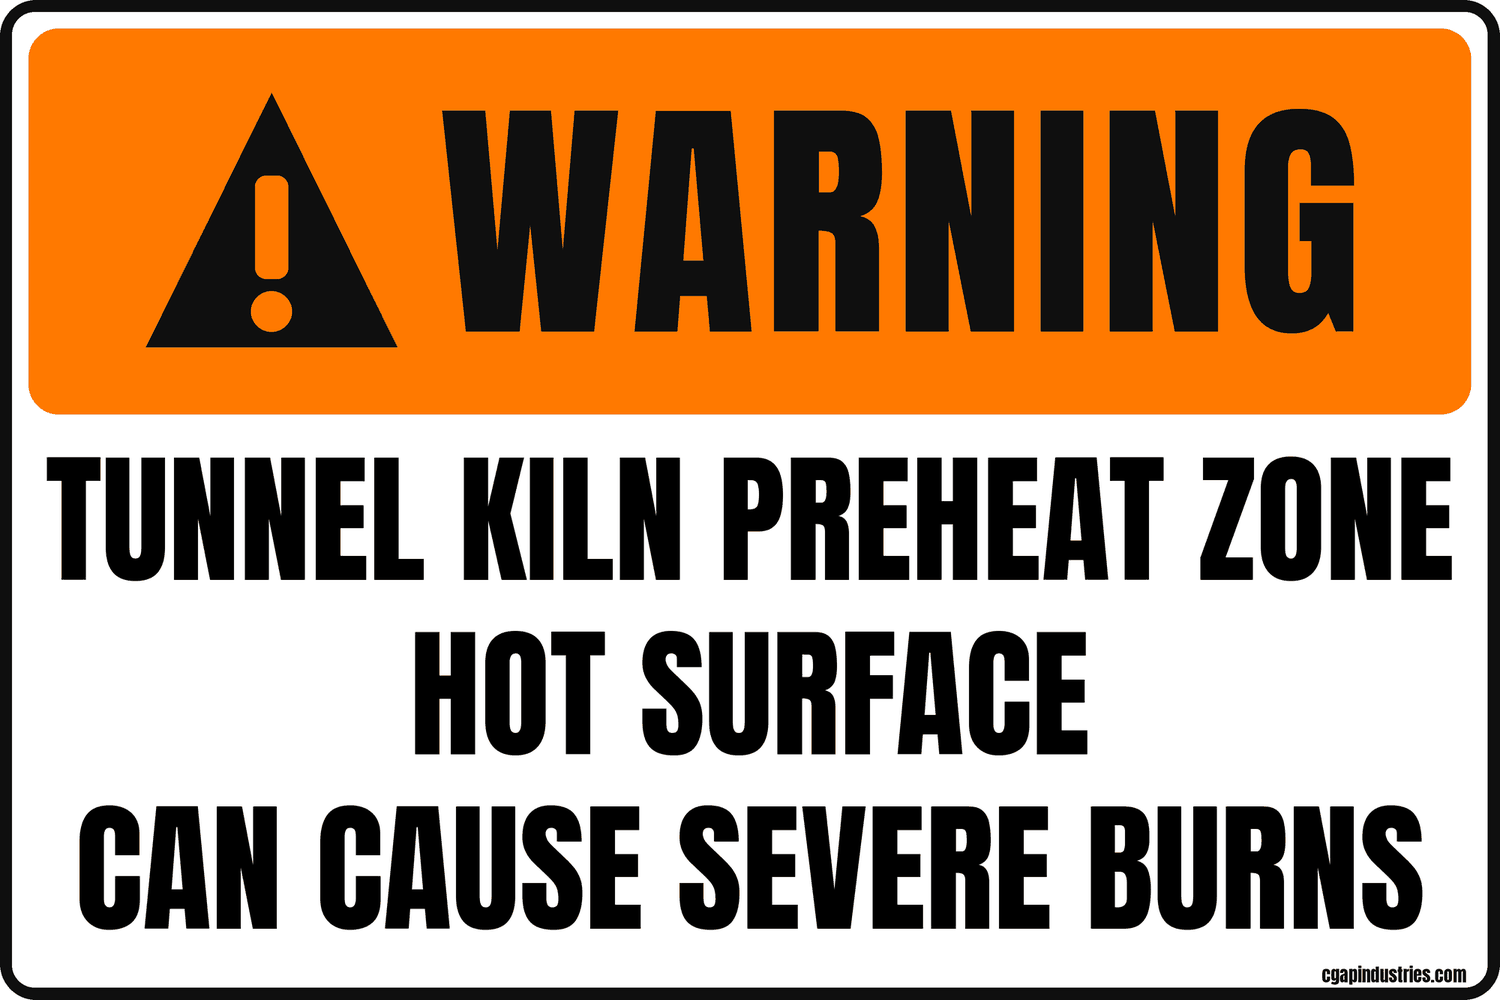 WARNING
TUNNEL KILN PREHEAT ZONE
HOT SURFACE
CAN CAUSE SEVERE BURNS
cgapindustries.com